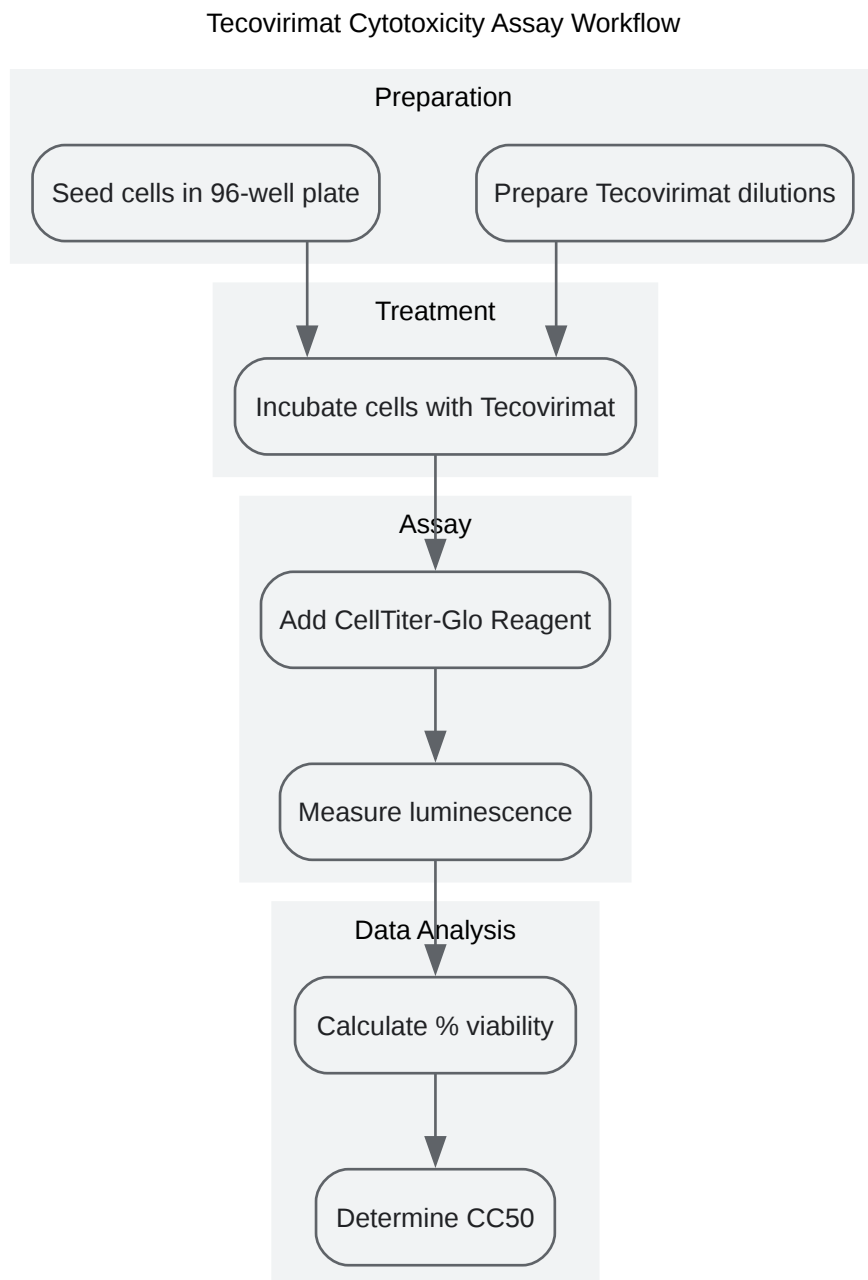 Tecovirimat Cytotoxicity Assay Workflow
Preparation
Seed cells in 96-well plate
Prepare Tecovirimat dilutions
Treatment
Incubate cells with Tecovirimat
Assay
Add CellTiter-Glo Reagent
Measure luminescence
Data Analysis
Calculate % viability
Determine CC50